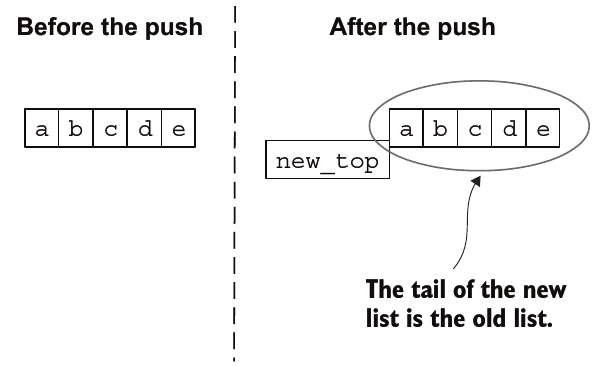 Before the push
After the push
a b c d e
a b c d e
new_top
The tail of the new
list is the old list.